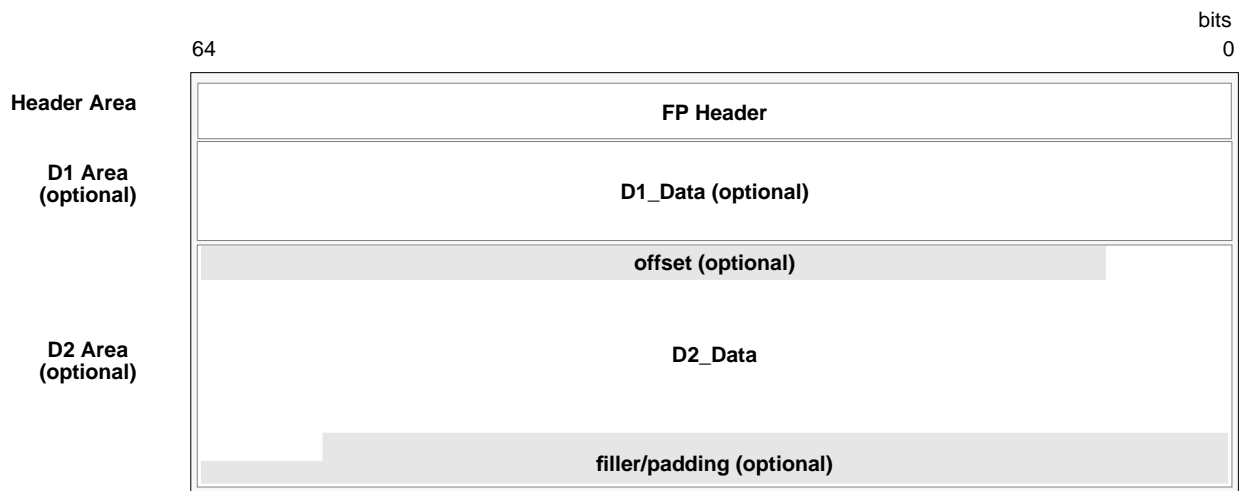 bits
64 0
Header Area FP Header
D1 Area
(optional)
D1_Data (optional)
offset (optional)
D2 Area
(optional)
D2_Data
filler/padding (optional)